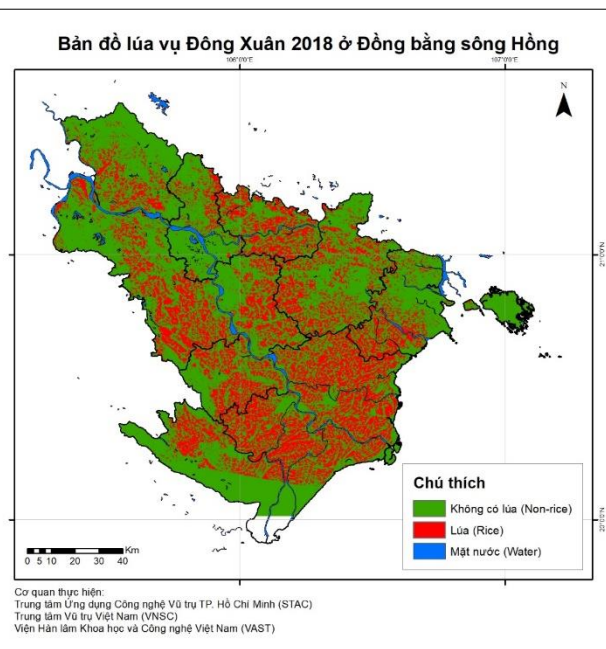 Bản đồ lúa vụ Đông Xuân 2018 ở Đồng bằng sông Hồng
106°0'0"E 107°0'0"E
N
21°0'0"N
Chú thích
Không có lúa (Non-rice)
Lúa (Rice)
Mặt nước (Water)
20°0'0"N
Km
0 5 10 20 30 40
Cơ quan thực hiện:
Trung tâm Ứng dụng Công nghệ Vũ trụ TP. Hồ Chí Minh (STAC)
Trung tâm Vũ trụ Việt Nam (VNSC)
Viện Hàn lâm Khoa học và Công nghệ Việt Nam (VAST)